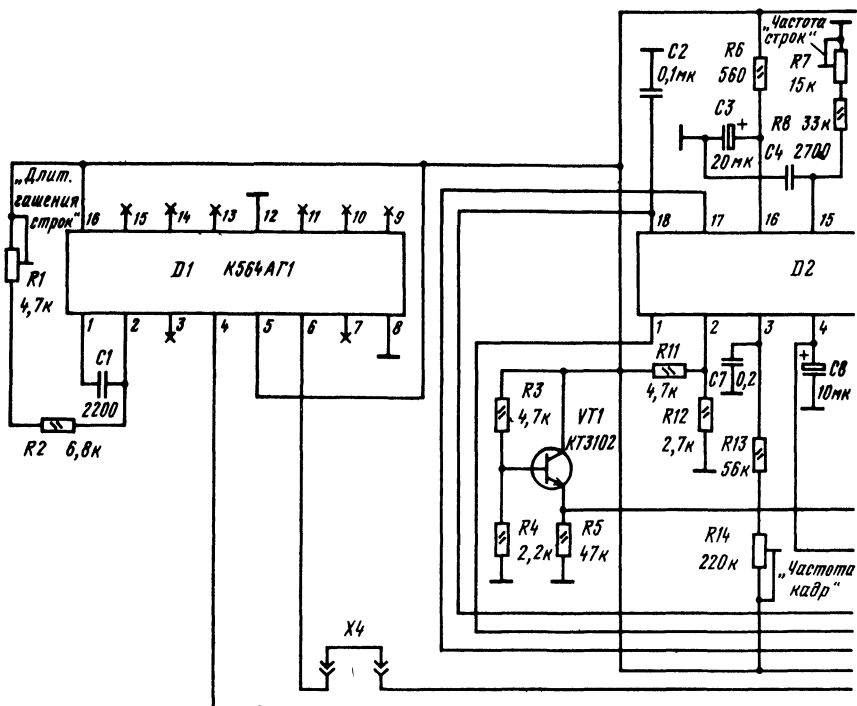 „Частота
строк"
C2
0,1мк
R6
560
R7
15к
C3
+
20мк
R8 33к
C4 2700
„Длит.
гашения
строк"
16 15 14 13 12 11 10 9
18 17 16 15
R1
4,7к
D1 К564АГ1
D2
1 2 3 4 5 6 7 8
1 2 3 4
C1
2200
R2 6,8к
R3
4,7к
VT1
КТ3102
R11
4,7к
C7 0,2
+
C8
10мк
R12
2,7к
R13
56к
R4
2,2к
R5
47к
R14
220к
„Частота
кадр"
X4